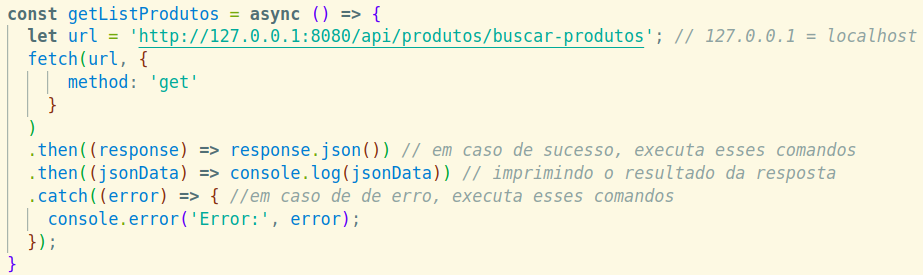 const getListProdutos = async () => {
let url = 'http://127.0.0.1:8080/api/produtos/buscar-produtos'; // 127.0.0.1 = localhost
fetch(url, {
method: 'get'
}
)
.then((response) => response.json()) // em caso de sucesso, executa esses comandos
.then((jsonData) => console.log(jsonData)) // imprimindo o resultado da resposta
.catch((error) => { //em caso de de erro, executa esses comandos
console.error('Error:', error);
});
}